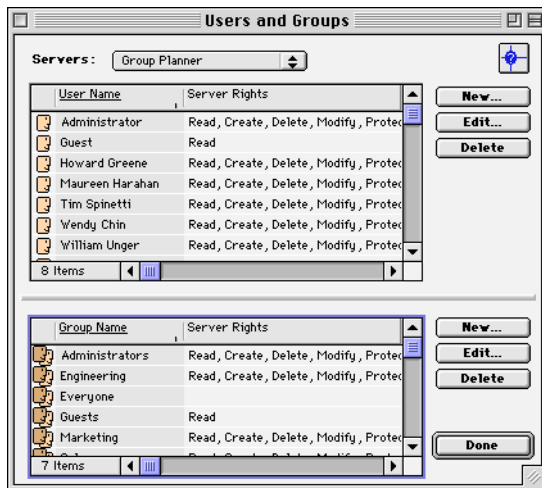 Users and Groups
Servers: Group Planner
User Name Server Rights
Administrator Read, Create, Delete, Modify, Protec
Guest Read
Howard Greene Read, Create, Delete, Modify, Protec
Maureen Harahan Read, Create, Delete, Modify, Protec
Tim Spinetti Read, Create, Delete, Modify, Protec
Wendy Chin Read, Create, Delete, Modify, Protec
William Unger Read, Create, Delete, Modify, Protec
8 Items
New...
Edit...
Delete
Group Name Server Rights
Administrators Read, Create, Delete, Modify, Protec
Engineering Read, Create, Delete, Modify, Protec
Everyone
Guests Read
Marketing Read, Create, Delete, Modify, Protec
7 Items
New...
Edit...
Delete
Done